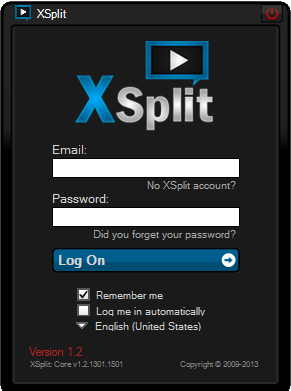 XSplit
XSplit
Email:
No XSplit account?
Password:
Did you forget your password?
Log On
Remember me
Log me in automatically
English (United States)
Version 1.2
XSplit: Core v1.2.1301.1501 Copyright © 2009-2013